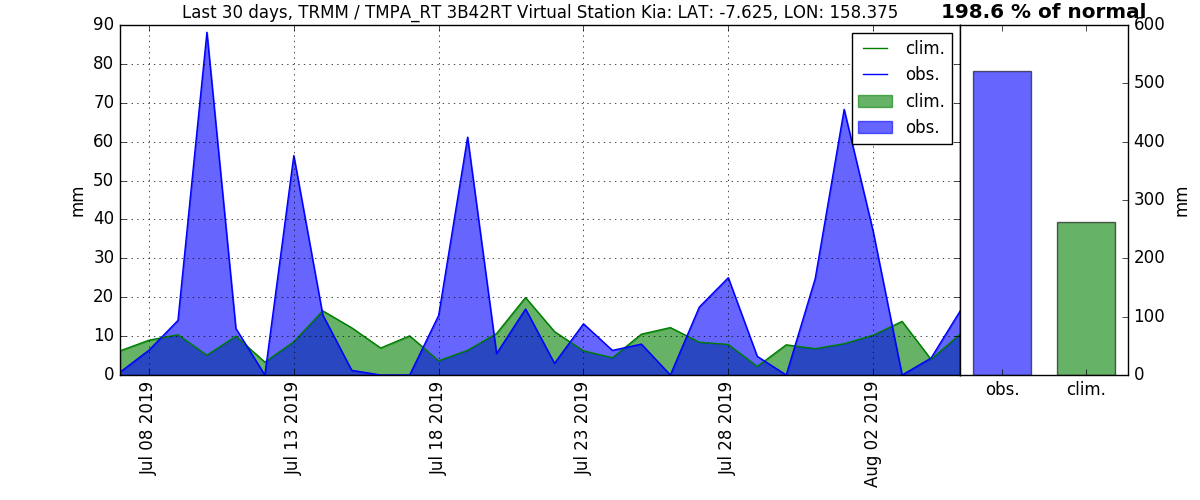 Last 30 days, TRMM / TMPA_RT 3B42RT Virtual Station Kia: LAT: -7.625, LON: 158.375
198.6 % of normal
90
80
70
60
50
40
30
20
10
0
mm
clim.
obs.
clim.
obs.
Jul 08 2019
Jul 13 2019
Jul 18 2019
Jul 23 2019
Jul 28 2019
Aug 02 2019
600
500
400
300
200
100
0
mm
obs.
clim.